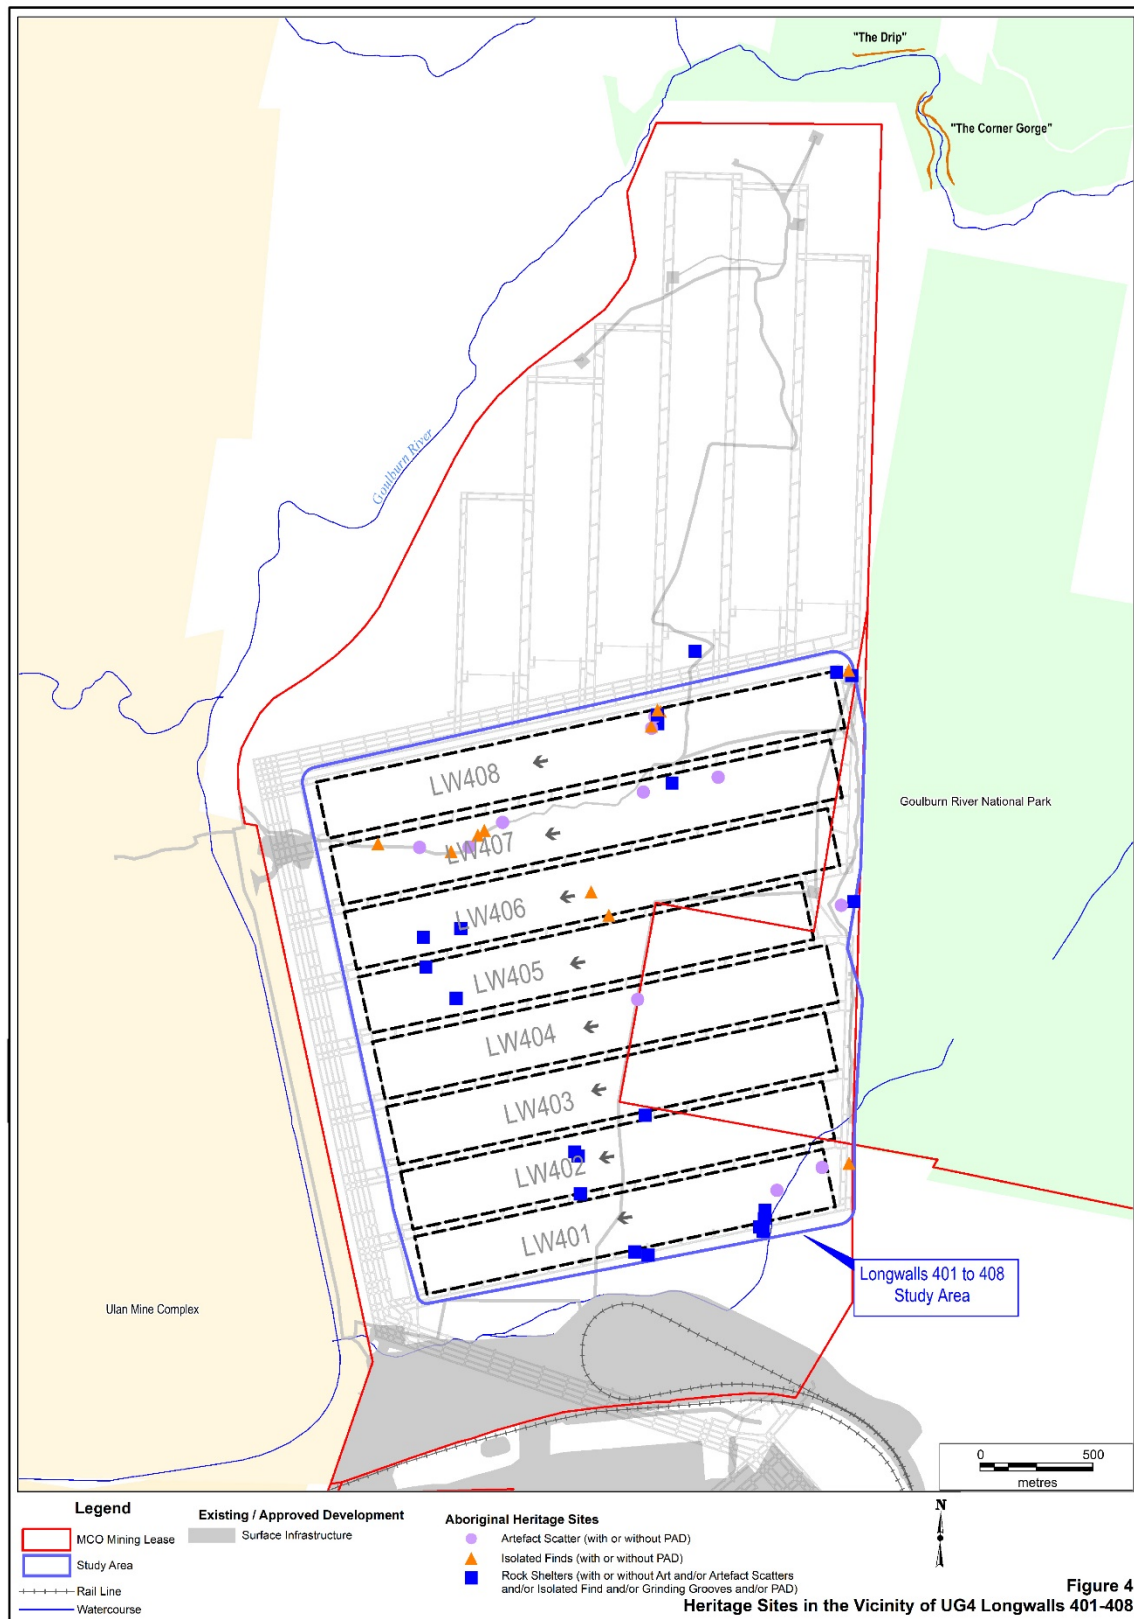 "The Drip"
"The Corner Gorge"
Goulburn River
LW408
Goulburn River National Park
LW407
LW406
LW405
LW404
LW403
LW402
LW401
Longwalls 401 to 408
Study Area
Ulan Mine Complex
0 500
metres
Legend
MCO Mining Lease
Study Area
Rail Line
Watercourse
Existing / Approved Development
Surface Infrastructure
Aboriginal Heritage Sites
Artefact Scatter (with or without PAD)
Isolated Finds (with or without PAD)
Rock Shelters (with or without Art and/or Artefact Scatters
and/or Isolated Find and/or Grinding Grooves and/or PAD)
N
Figure 4
Heritage Sites in the Vicinity of UG4 Longwalls 401-408